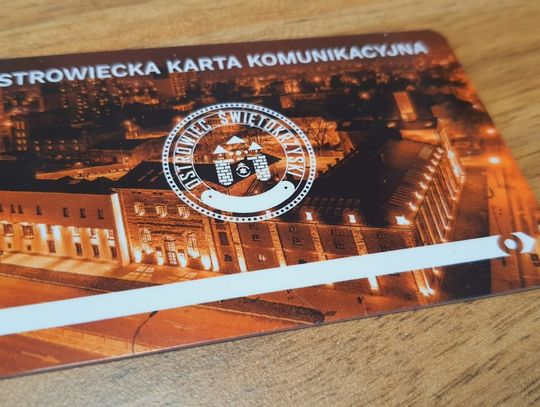 STROWIECKA KARTA KOMUNIKACYJNA
OSTROWIEC ŚWIĘTOKRZYSKI